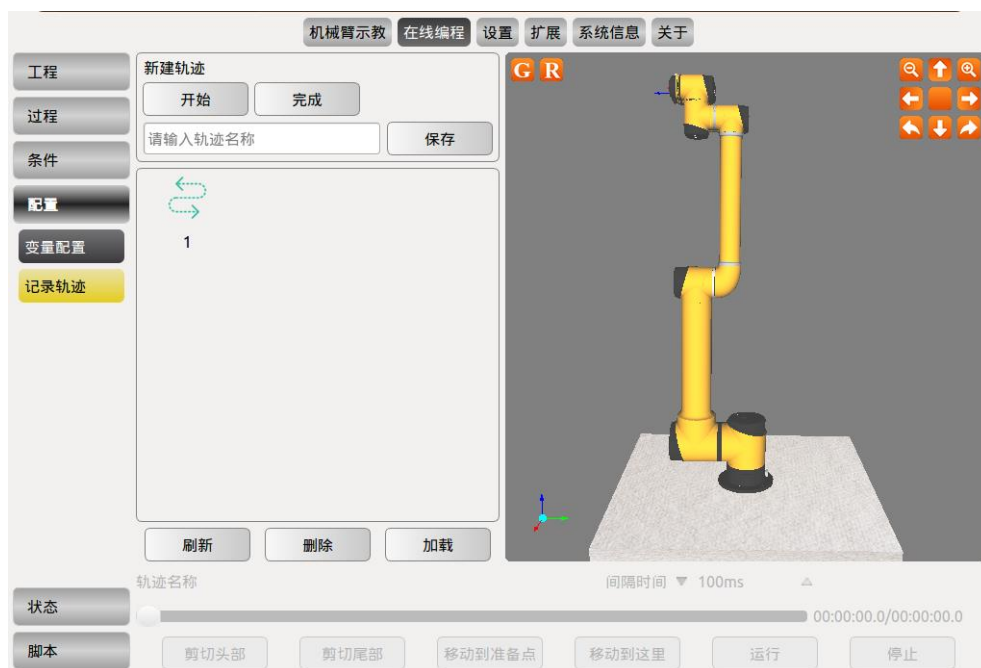 机械臂示教 在线编程 设置 扩展 系统信息 关于
工程
过程
条件
配置
变量配置
记录轨迹
状态
脚本
新建轨迹
开始 完成
请输入轨迹名称 保存
1
刷新 删除 加载
G R
轨迹名称 间隔时间 100ms
00:00:00.0/00:00:00.0
剪切头部 剪切尾部 移动到准备点 移动到这里 运行 停止